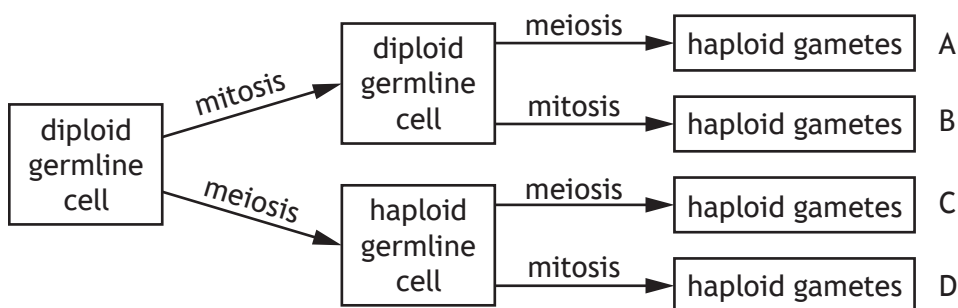 diploid
germline
cell
mitosis
meiosis
diploid
germline
cell
haploid
germline
cell
meiosis
mitosis
meiosis
mitosis
haploid gametes A
haploid gametes B
haploid gametes C
haploid gametes D